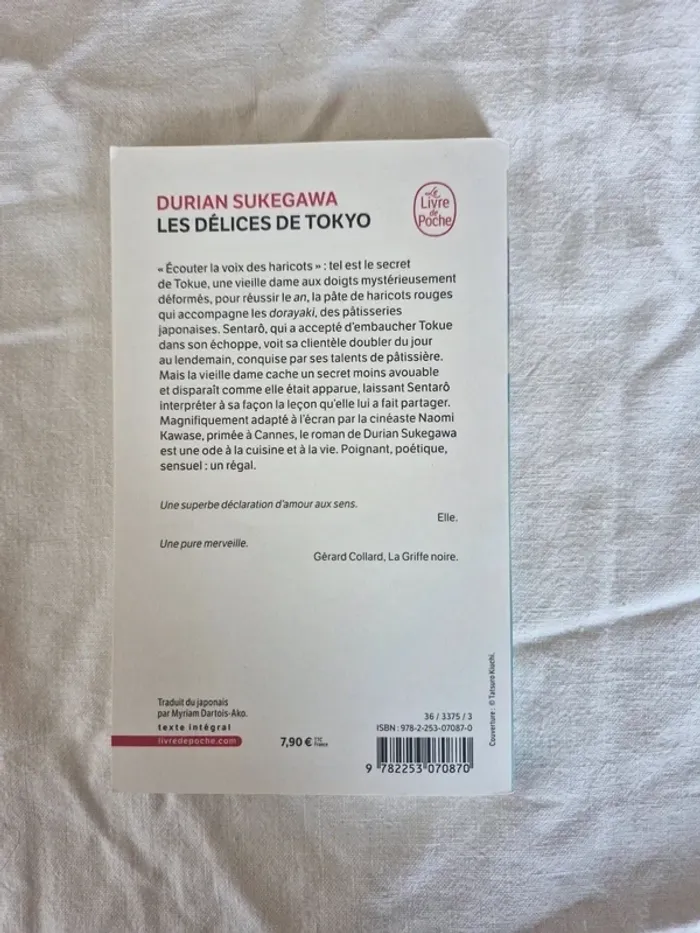 DURIAN SUKEGAWA
LES DÉLICES DE TOKYO
Le
Livre
de
Poche
« Écouter la voix des haricots » : tel est le secret
de Tokue, une vieille dame aux doigts mystérieusement
déformés, pour réussir le an, la pâte de haricots rouges
qui accompagne les dorayaki, des pâtisseries
japonaises. Sentarô, qui a accepté d'embaucher Tokue
dans son échoppe, voit sa clientèle doubler du jour
au lendemain, conquise par ses talents de pâtissière.
Mais la vieille dame cache un secret moins avouable
et disparaît comme elle était apparue, laissant Sentarô
interpréter à sa façon la leçon qu'elle lui a fait partager.
Magnifiquement adapté à l'écran par la cinéaste Naomi
Kawase, primée à Cannes, le roman de Durian Sukegawa
est une ode à la cuisine et à la vie. Poignant, poétique,
sensuel : un régal.
Une superbe déclaration d'amour aux sens.
Elle.
Une pure merveille.
Gérard Collard, La Griffe noire.
Traduit du japonais
par Myriam Dartois-Ako.
texte intégral
livredepoche.com
7,90 €
France
36 / 3375 / 3
ISBN : 978-2-253-07087-0
9 782253 070870
Couverture : © Tatsuro Kiuchi.